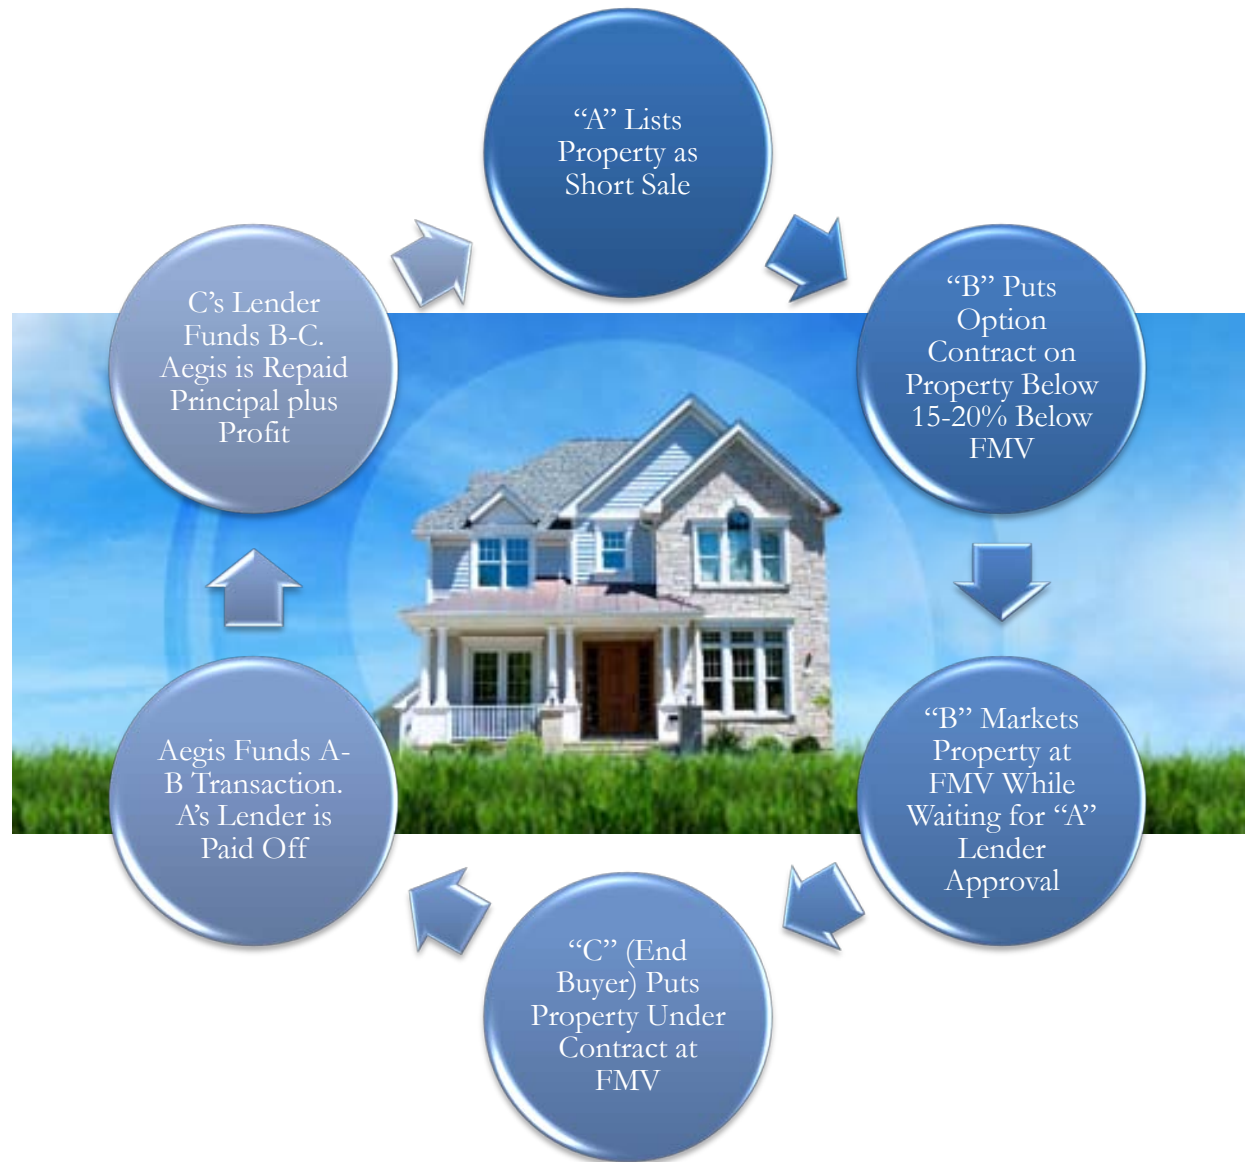 “A” Lists
Property as
Short Sale
“B” Puts
Option
Contract on
Property Below
15-20% Below
FMV
“B” Markets
Property at
FMV While
Waiting for “A”
Lender
Approval
“C” (End
Buyer) Puts
Property Under
Contract at
FMV
Aegis Funds A-
B Transaction.
A’s Lender is
Paid Off
C’s Lender
Funds B-C.
Aegis is Repaid
Principal plus
Profit